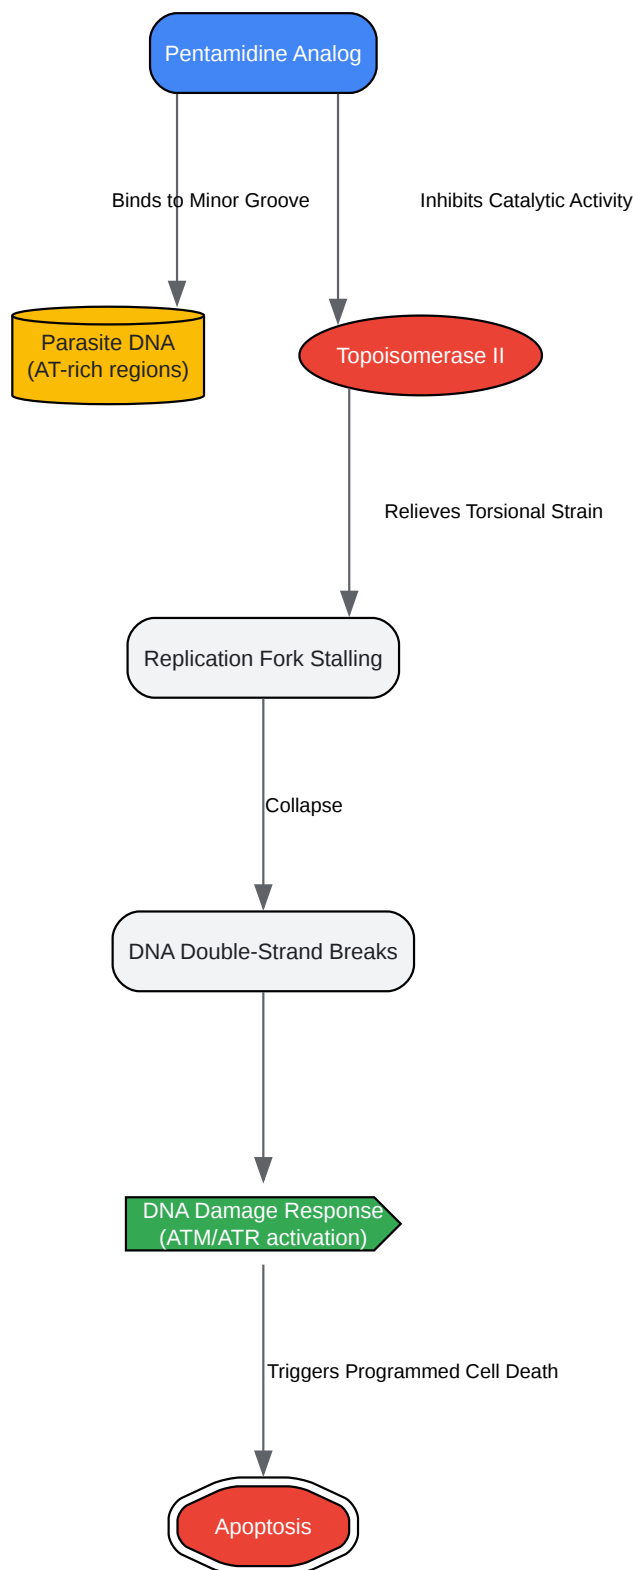 Pentamidine Analog
Binds to Minor Groove
Inhibits Catalytic Activity
Parasite DNA
(AT-rich regions)
Topoisomerase II
Relieves Torsional Strain
Replication Fork Stalling
Collapse
DNA Double-Strand Breaks
DNA Damage Response
(ATM/ATR activation)
Triggers Programmed Cell Death
Apoptosis